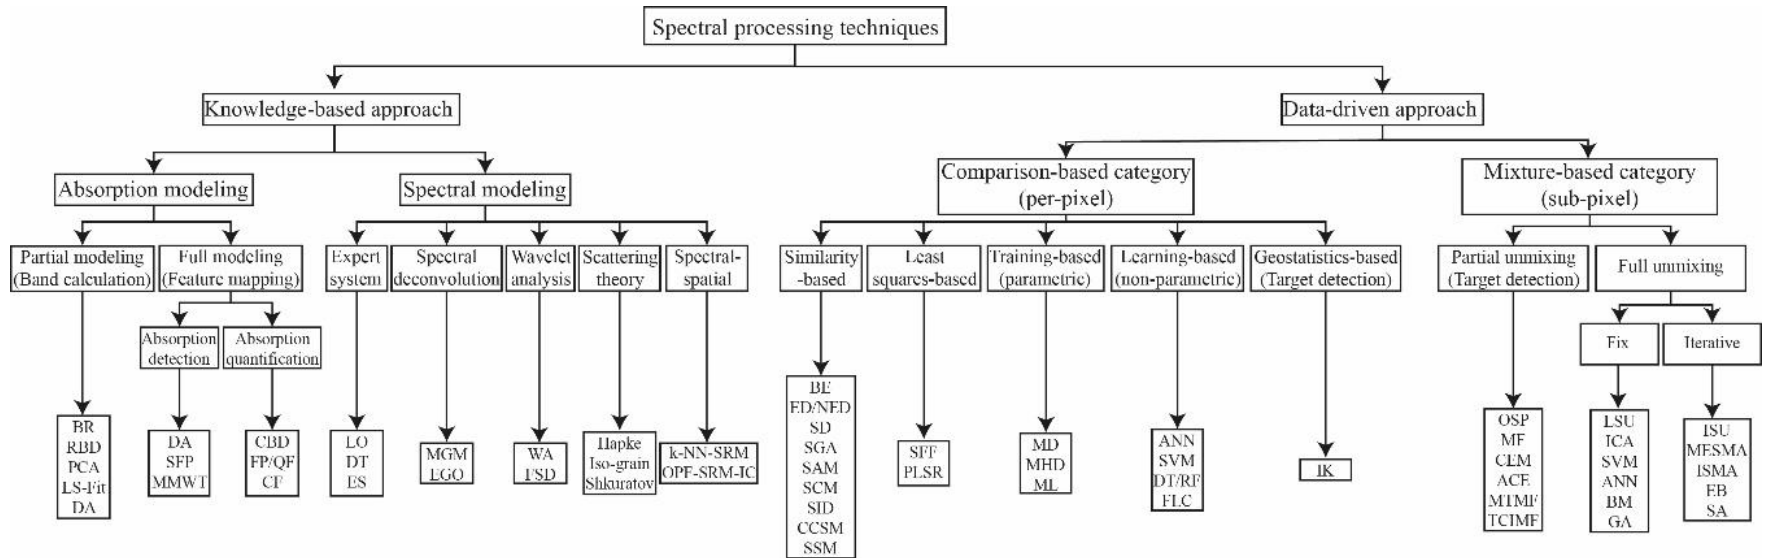 Spectral processing techniques
Knowledge-based approach
Data-driven approach
Absorption modeling
Spectral modeling
Comparison-based category
(per-pixel)
Mixture-based category
(sub-pixel)
Partial modeling
(Band calculation)
Full modeling
(Feature mapping)
Expert
system
Spectral
deconvolution
Wavelet
analysis
Scattering
theory
Spectral-
spatial
Similarity
-based
Least
squares-based
Training-based
(parametric)
Learning-based
(non-parametric)
Geostatistics-based
(Target detection)
Partial unmixing
(Target detection)
Full unmixing
Absorption
detection
Absorption
quantification
Fix
Iterative
BR
RBD
PCA
LS-Fit
DA
DA
SFP
MMWT
CBD
FP/QF
CF
LO
DT
ES
MGM
EGO
WA
FSD
Hapke
Iso-grain
Shkuratov
k-NN-SRM
OPF-SRM-IC
BE
ED/NED
SD
SGA
SAM
SCM
SID
CCSM
SSM
SFF
PLSR
MD
MHD
ML
ANN
SVM
DT/RF
FLC
IK
OSP
MF
CEM
ACE
MTMF
TCIMF
LSU
ICA
SVM
ANN
BM
GA
ISU
MESMA
ISMA
EB
SA